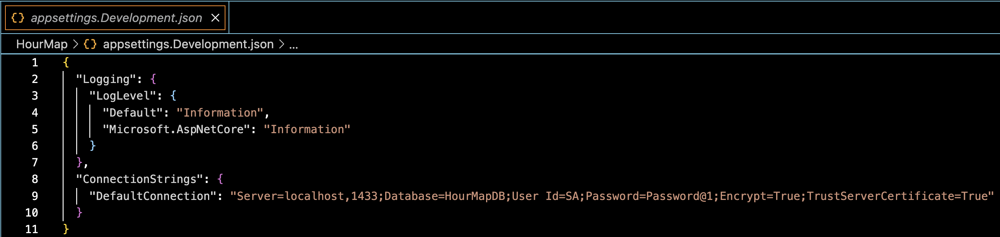 {} appsettings.Development.json ×
HourMap > {} appsettings.Development.json > ...
1 {
2 "Logging": {
3 "LogLevel": {
4 "Default": "Information",
5 "Microsoft.AspNetCore": "Information"
6 }
7 },
8 "ConnectionStrings": {
9 "DefaultConnection": "Server=localhost,1433;Database=HourMapDB;User Id=SA;Password=Password@1;Encrypt=True;TrustServerCertificate=True"
10 }
11 }